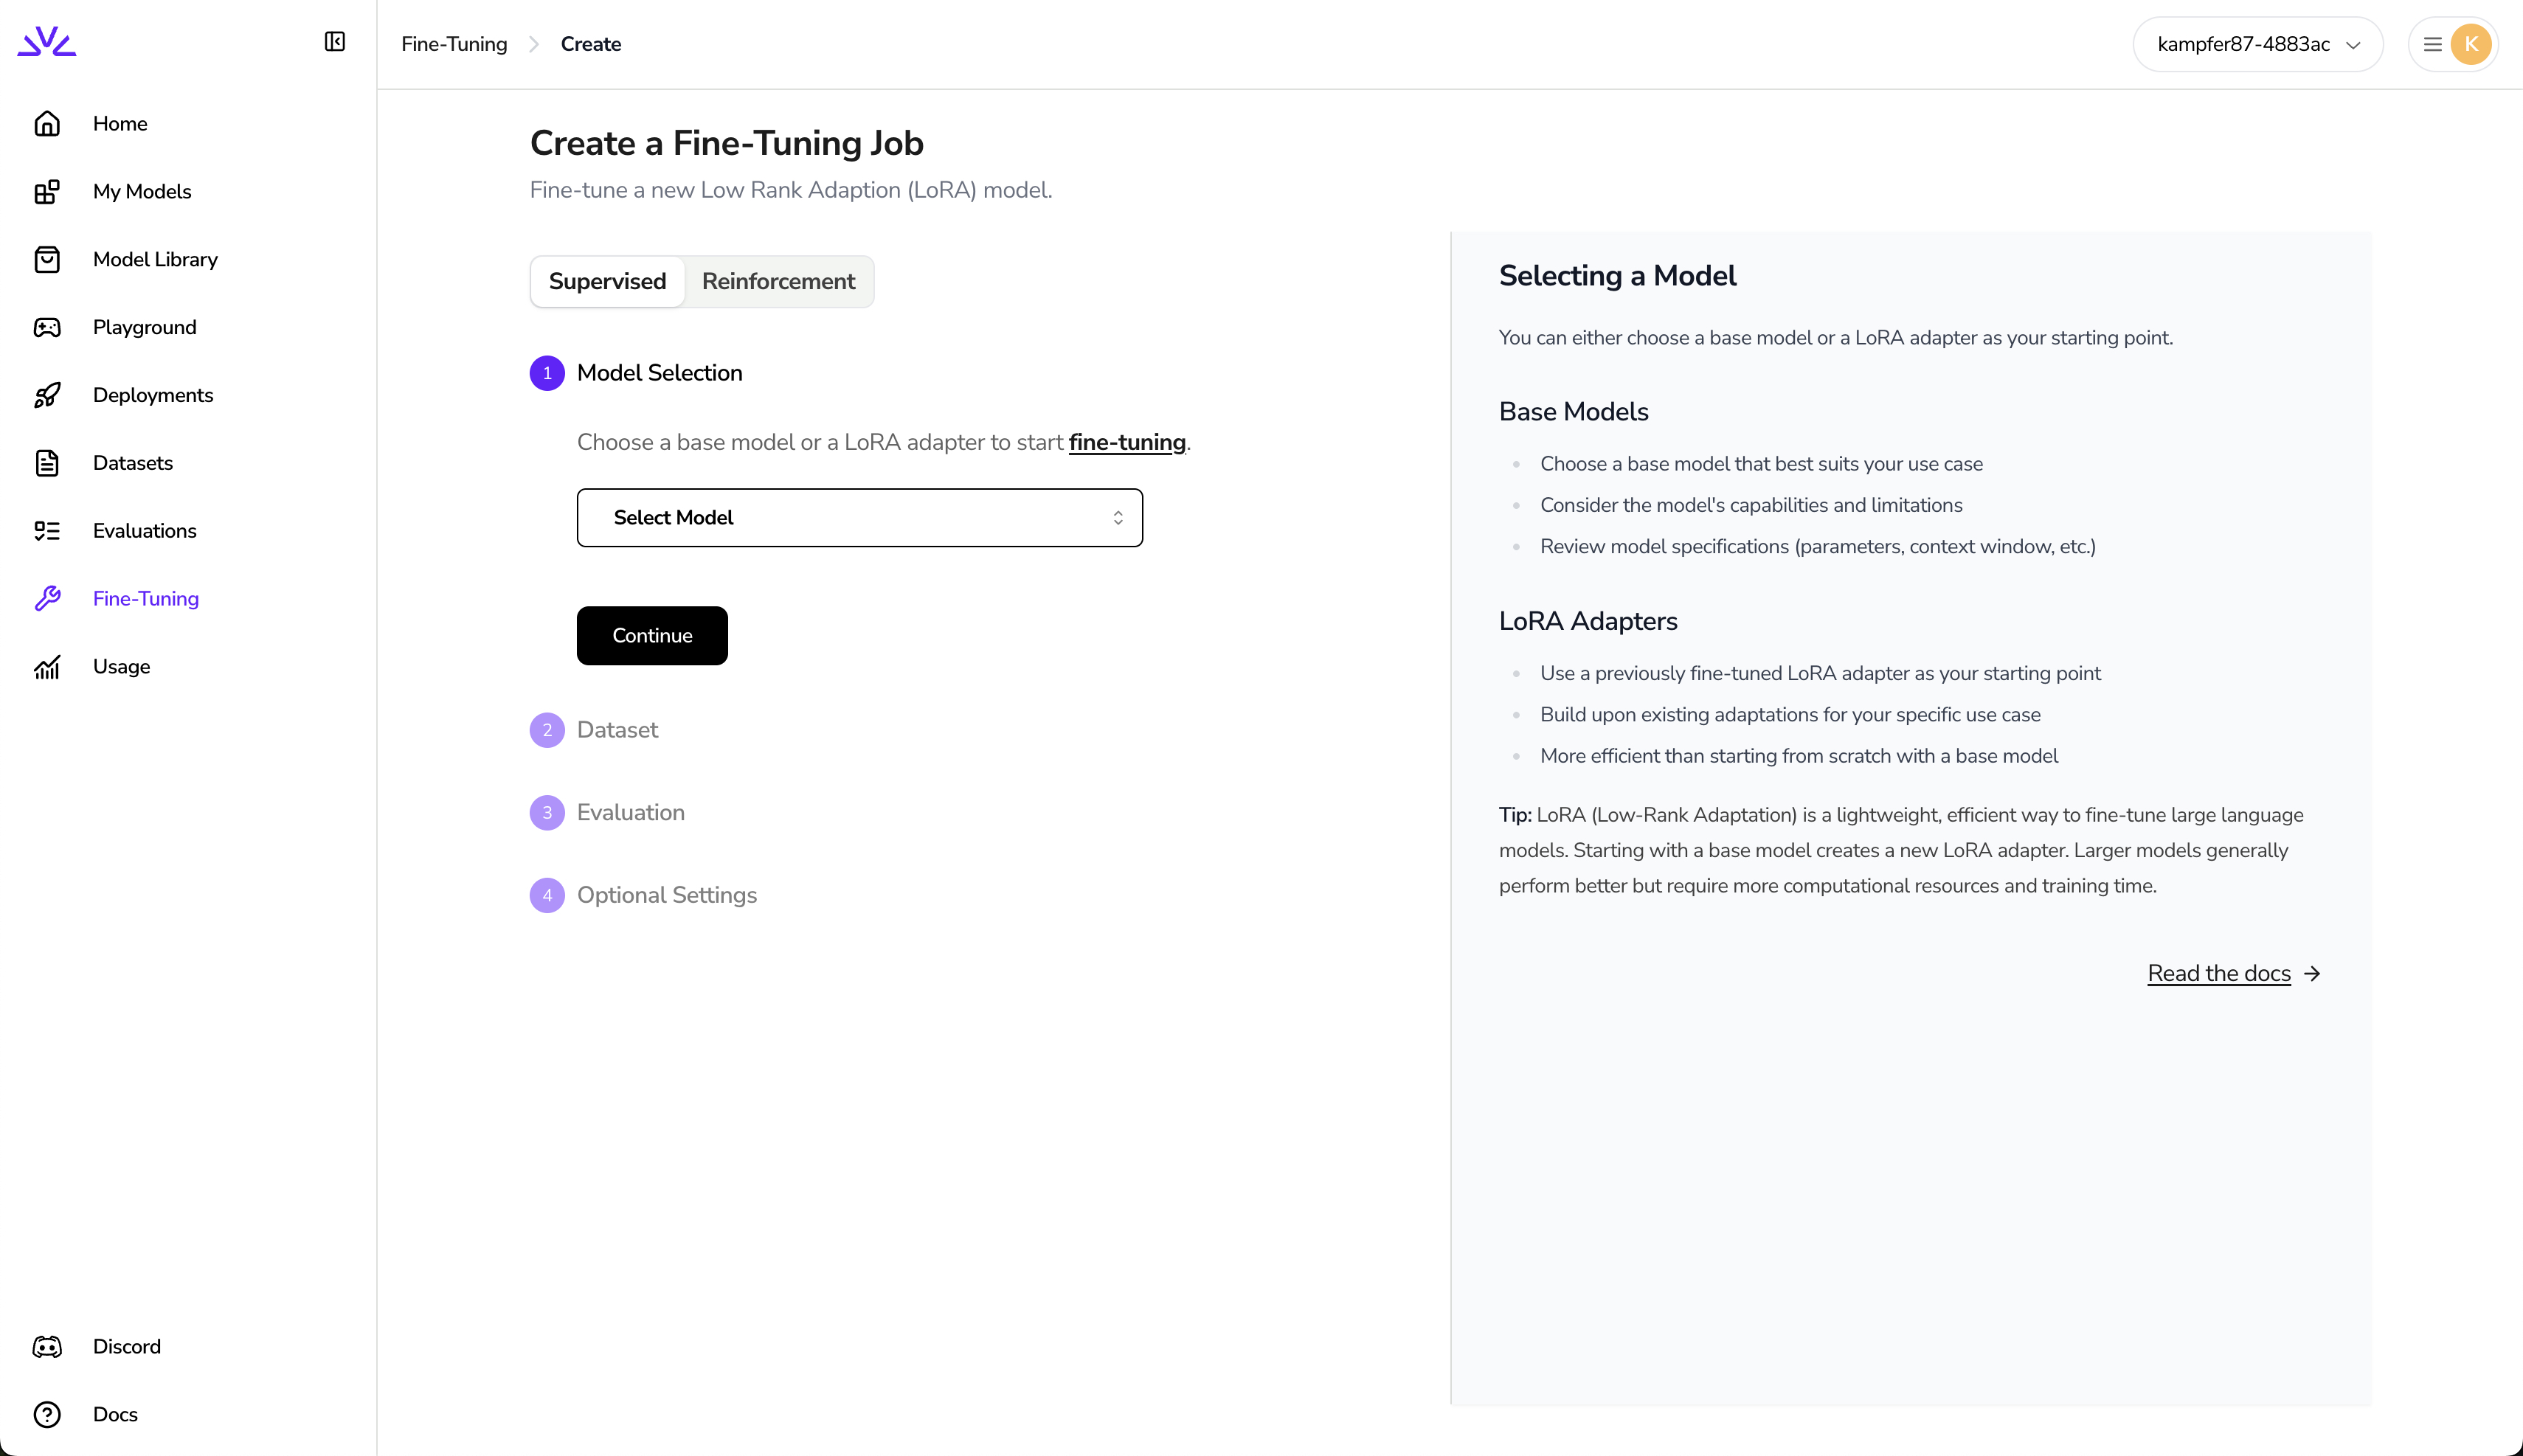 Fine-Tuning
Create
kampfer87-4883ac
K
Home
My Models
Model Library
Playground
Deployments
Datasets
Evaluations
Fine-Tuning
Usage
Discord
Docs
Create a Fine-Tuning Job
Fine-tune a new Low Rank Adaption (LoRA) model.
Supervised
Reinforcement
1 Model Selection
Choose a base model or a LoRA adapter to start fine-tuning.
Select Model
Continue
2 Dataset
3 Evaluation
4 Optional Settings
Selecting a Model
You can either choose a base model or a LoRA adapter as your starting point.
Base Models
Choose a base model that best suits your use case
Consider the model's capabilities and limitations
Review model specifications (parameters, context window, etc.)
LoRA Adapters
Use a previously fine-tuned LoRA adapter as your starting point
Build upon existing adaptations for your specific use case
More efficient than starting from scratch with a base model
Tip: LoRA (Low-Rank Adaptation) is a lightweight, efficient way to fine-tune large language
models. Starting with a base model creates a new LoRA adapter. Larger models generally
perform better but require more computational resources and training time.
Read the docs